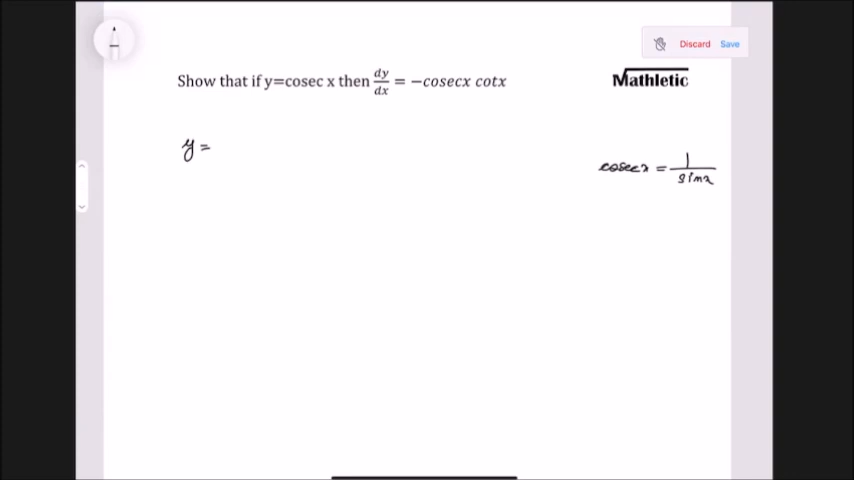 Discard Save
Show that if y=cosec x then dy/dx = −cosecx cotx
Mathletic
y =
cosecx = 1/sinx